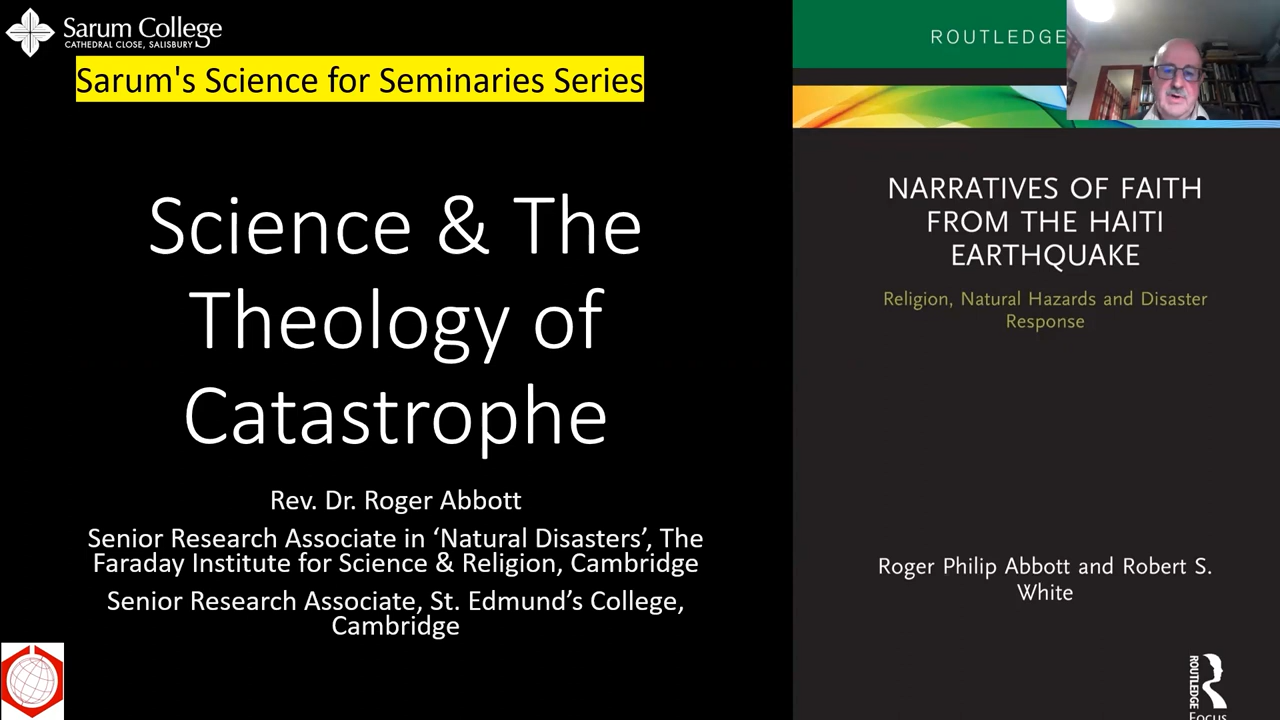 Sarum College
CATHEDRAL CLOSE, SALISBURY
Sarum's Science for Seminaries Series
Science & The
Theology of
Catastrophe
Rev. Dr. Roger Abbott
Senior Research Associate in ‘Natural Disasters’, The
Faraday Institute for Science & Religion, Cambridge
Senior Research Associate, St. Edmund’s College,
Cambridge
ROUTLEDGE
NARRATIVES OF FAITH
FROM THE HAITI
EARTHQUAKE
Religion, Natural Hazards and Disaster
Response
Roger Philip Abbott and Robert S.
White
ROUTLEDGE
Focus